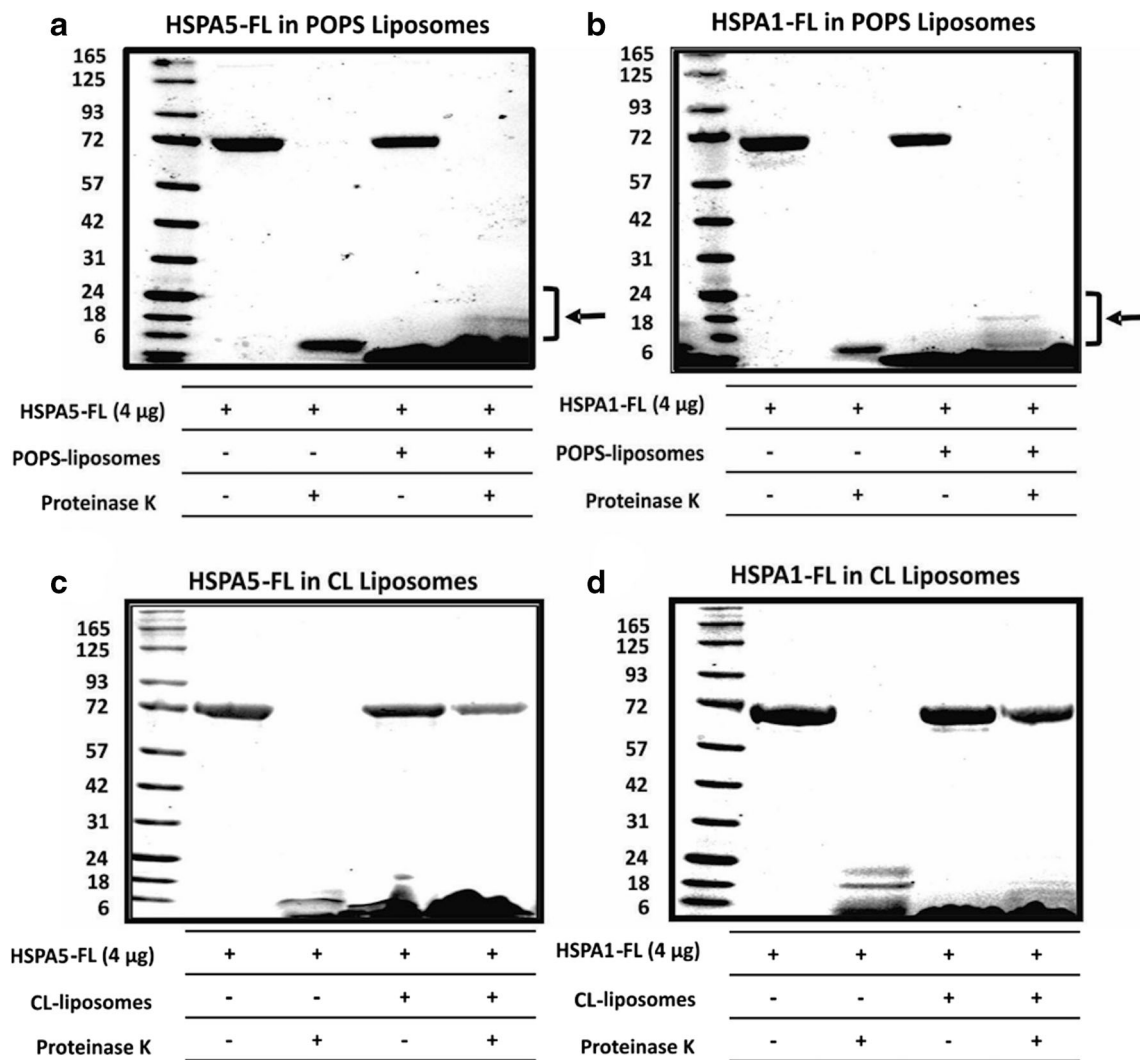 a
HSPA5-FL in POPS Liposomes
165
125
93
72
57
42
31
24
18
6
HSPA5-FL (4 µg) + + + +
POPS-liposomes - - + +
Proteinase K - + - +
b
HSPA1-FL in POPS Liposomes
165
125
93
72
57
42
31
24
18
6
HSPA1-FL (4 µg) + + + +
POPS-liposomes - - + +
Proteinase K - + - +
c
HSPA5-FL in CL Liposomes
165
125
93
72
57
42
31
24
18
6
HSPA5-FL (4 µg) + + + +
CL-liposomes - - + +
Proteinase K - + - +
d
HSPA1-FL in CL Liposomes
165
125
93
72
57
42
31
24
18
6
HSPA1-FL (4 µg) + + + +
CL-liposomes - - + +
Proteinase K - + - +